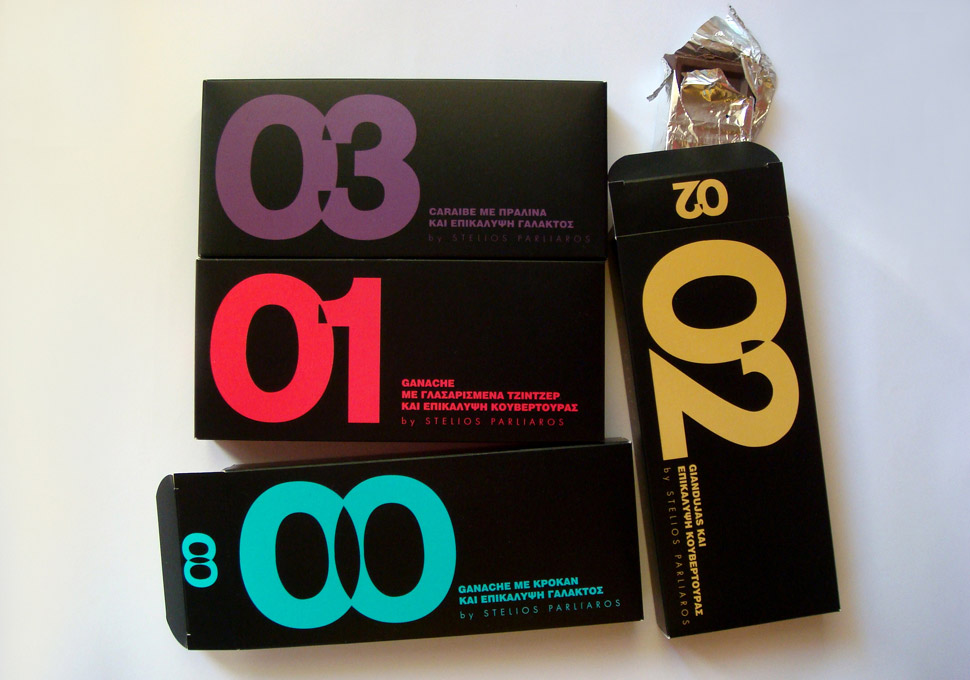 03
CARAIBE ΜΕ ΠΡΑΛΙΝΑ
ΚΑΙ ΕΠΙΚΑΛΥΨΗ ΓΑΛΑΚΤΟΣ
by STELIOS PARLIAROS
01
GANACHE
ΜΕ ΓΛΑΣΑΡΙΣΜΕΝΑ ΤΖΙΝΤΖΕΡ
ΚΑΙ ΕΠΙΚΑΛΥΨΗ ΚΟΥΒΕΡΤΟΥΡΑΣ
by STELIOS PARLIAROS
00
00
GANACHE ΜΕ ΚΡΟΚΑΝ
ΚΑΙ ΕΠΙΚΑΛΥΨΗ ΓΑΛΑΚΤΟΣ
by STELIOS PARLIAROS
02
02
GIANDUJAS ΚΑΙ
ΕΠΙΚΑΛΥΨΗ ΚΟΥΒΕΡΤΟΥΡΑΣ
by STELIOS PARLIAROS